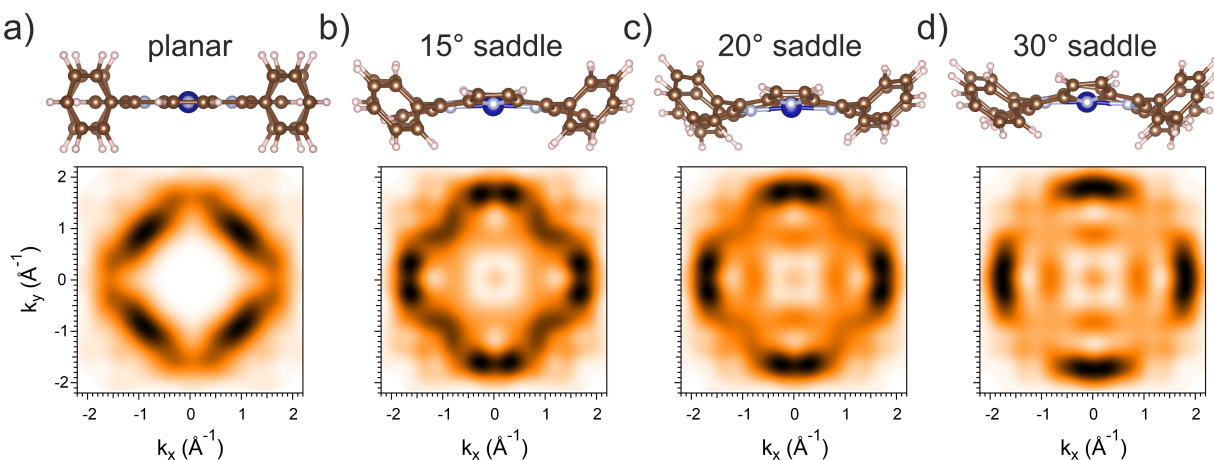 a) planar b) 15° saddle c) 20° saddle d) 30° saddle
2
1
0
-1
-2
k_y (Å⁻¹)
-2 -1 0 1 2 -2 -1 0 1 2 -2 -1 0 1 2 -2 -1 0 1 2
k_x (Å⁻¹) k_x (Å⁻¹) k_x (Å⁻¹) k_x (Å⁻¹)